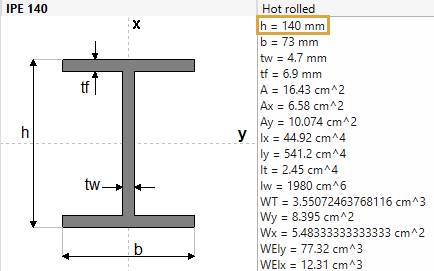 IPE 140
Hot rolled
x
tf
h
y
tw
b
h = 140 mm
b = 73 mm
tw = 4.7 mm
tf = 6.9 mm
A = 16.43 cm^2
Ax = 6.58 cm^2
Ay = 10.074 cm^2
Ix = 44.92 cm^4
Iy = 541.2 cm^4
It = 2.45 cm^4
Iw = 1980 cm^6
WT = 3.55072463768116 cm^3
Wy = 8.395 cm^2
Wx = 5.48333333333333 cm^2
WEly = 77.32 cm^3
WElx = 12.31 cm^3